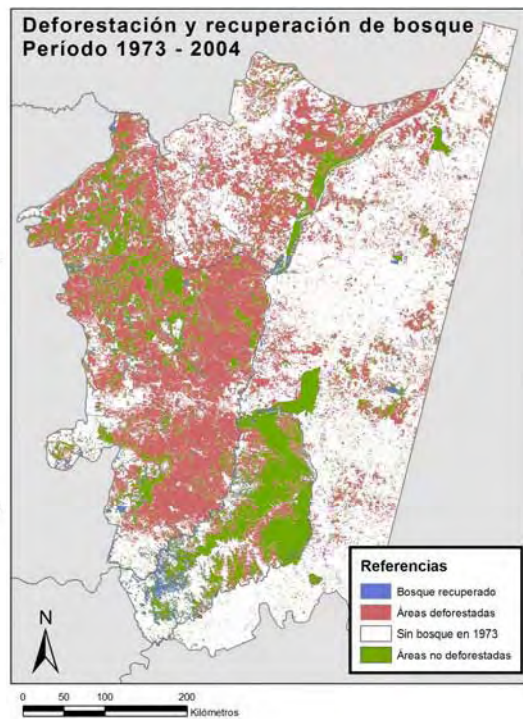 Deforestación y recuperación de bosque
Período 1973 - 2004
Referencias
Bosque recuperado
Áreas deforestadas
Sin bosque en 1973
Áreas no deforestadas
N
0 50 100 200
Kilómetros